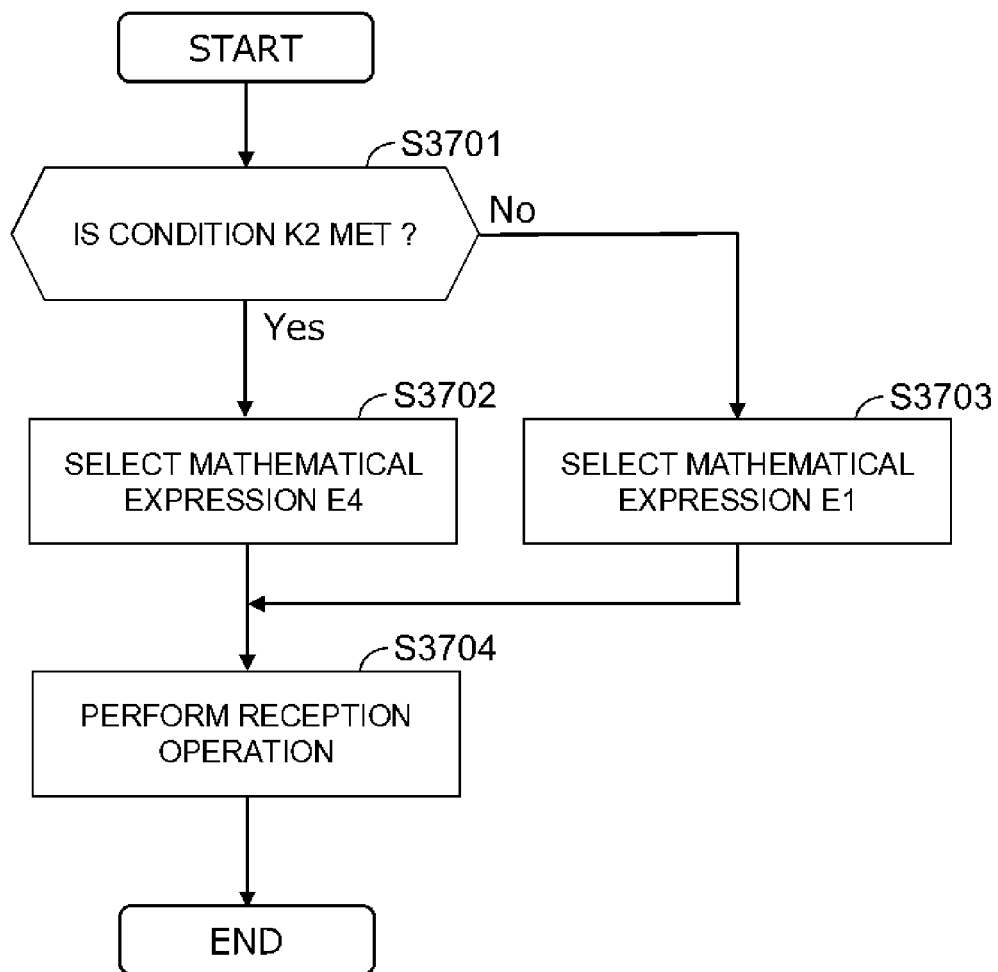 START
S3701
IS CONDITION K2 MET ?
No
Yes
S3702
SELECT MATHEMATICAL
EXPRESSION E4
S3703
SELECT MATHEMATICAL
EXPRESSION E1
S3704
PERFORM RECEPTION
OPERATION
END